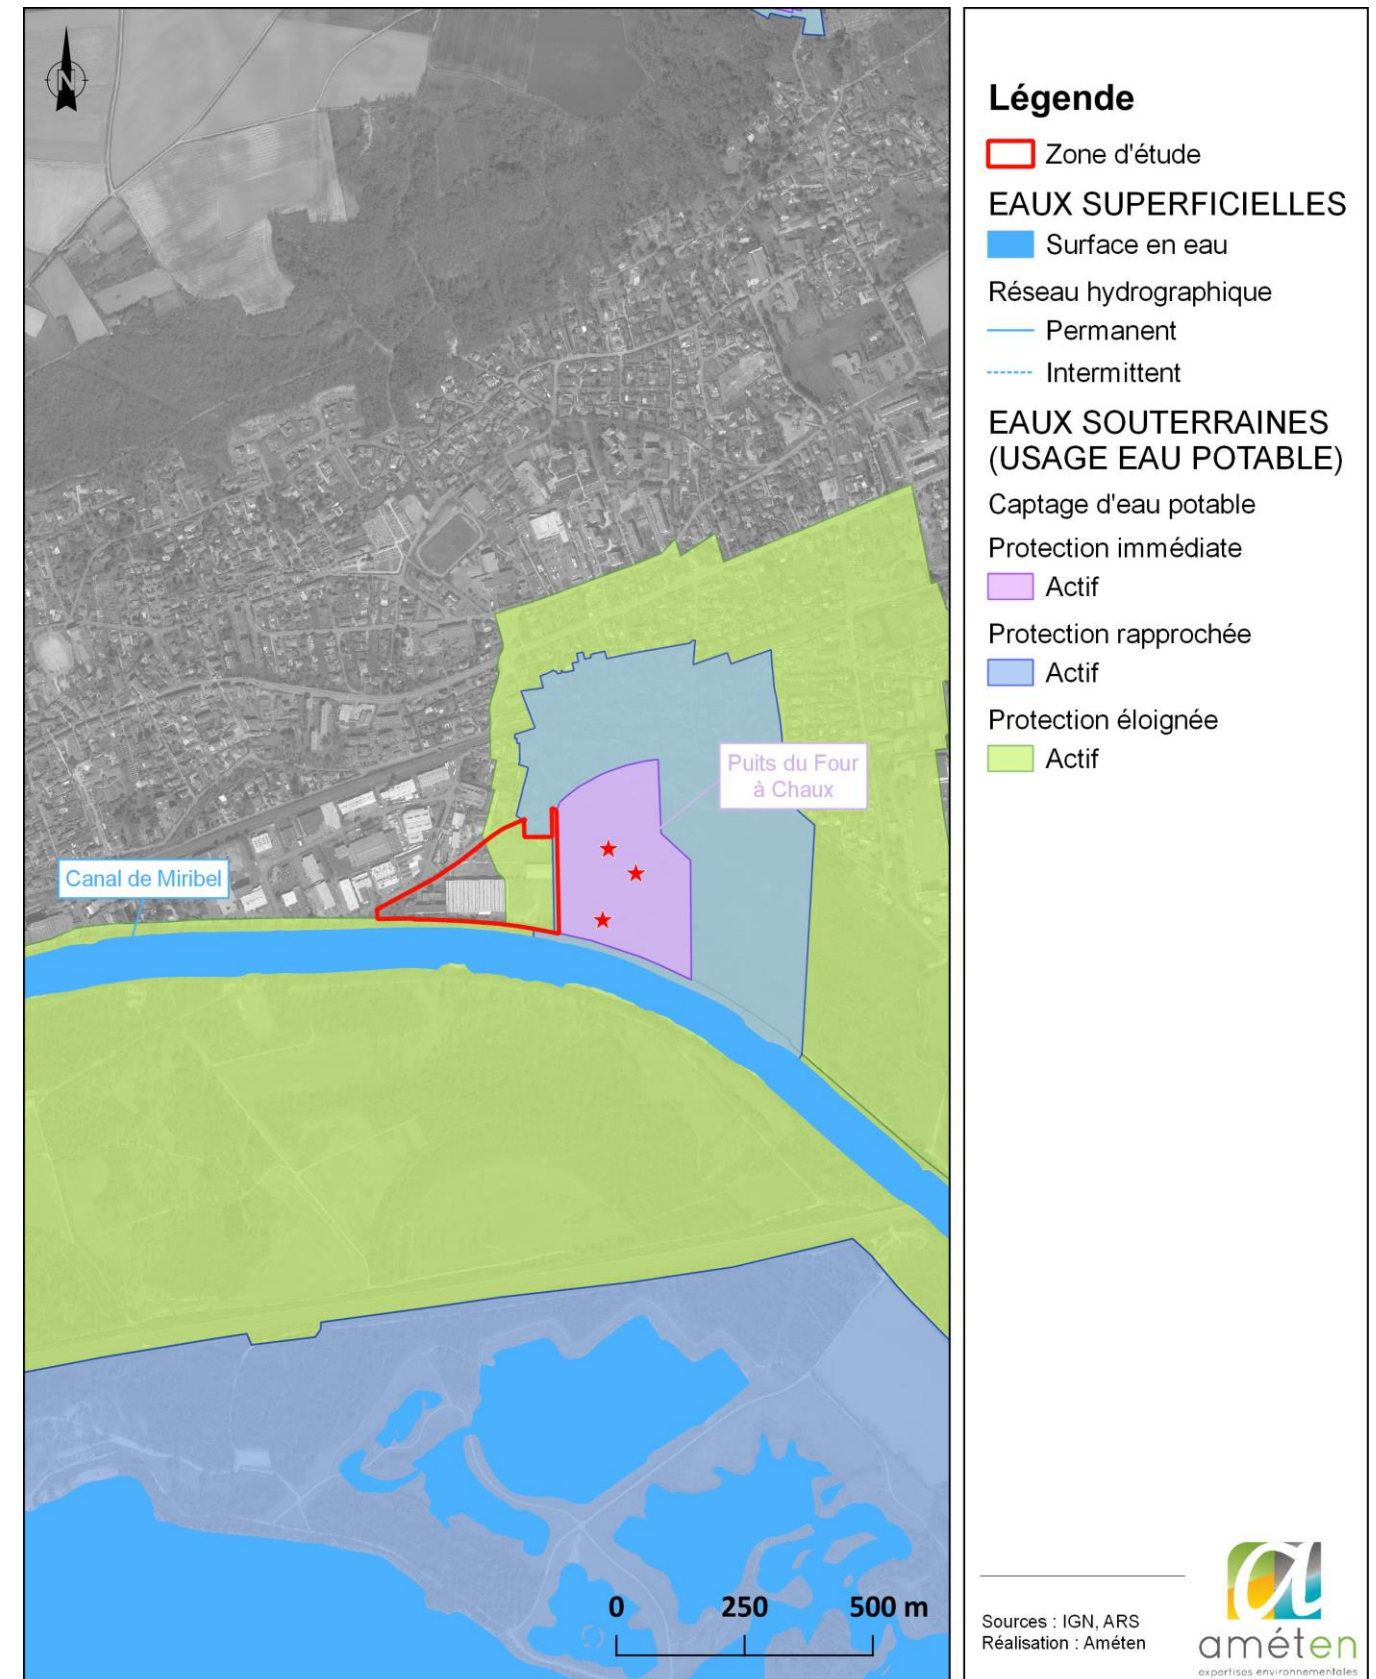 N
Canal de Miribel
Puits du Four
à Chaux
0 250 500 m
Légende
Zone d'étude
EAUX SUPERFICIELLES
Surface en eau
Réseau hydrographique
Permanent
Intermittent
EAUX SOUTERRAINES
(USAGE EAU POTABLE)
Captage d'eau potable
Protection immédiate
Actif
Protection rapprochée
Actif
Protection éloignée
Actif
Sources : IGN, ARS
Réalisation : Améten
a
améten
expertises environnementales